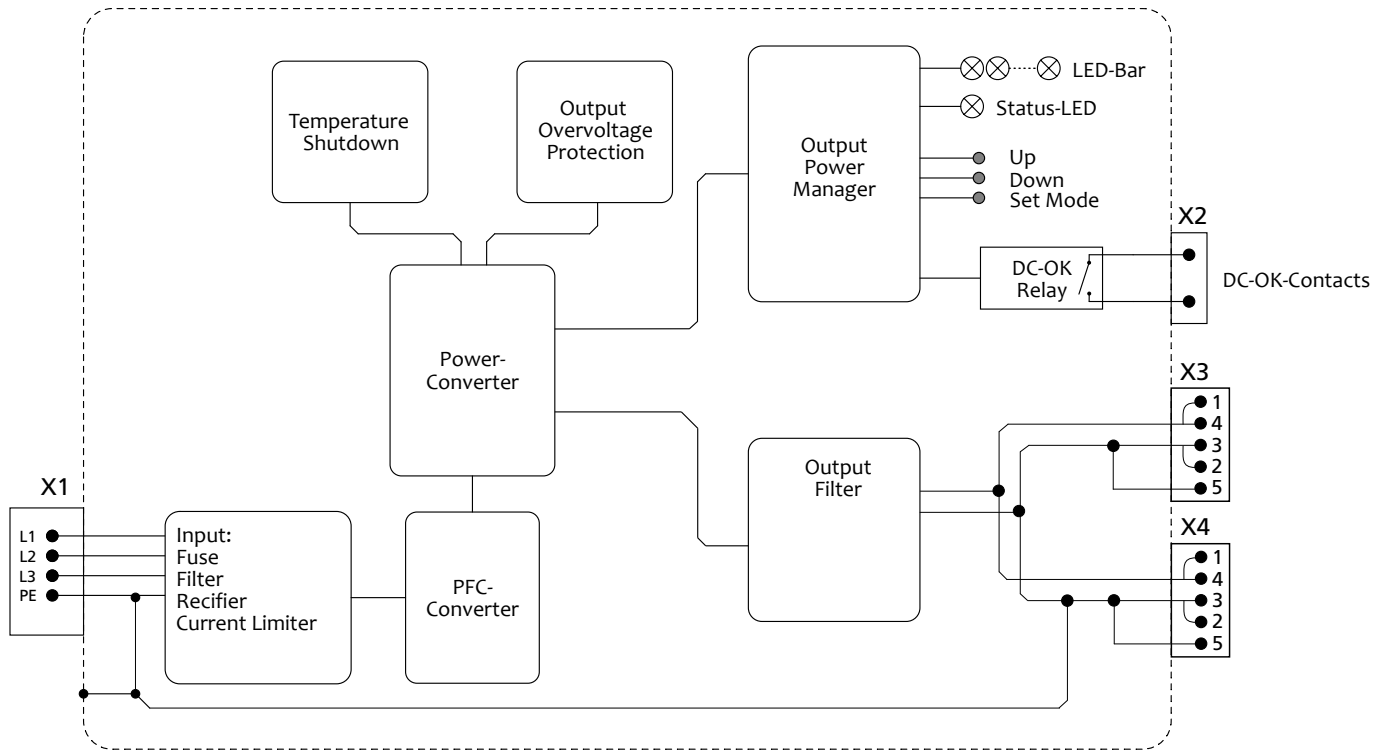 Temperature
Shutdown
Output
Overvoltage
Protection
Output
Power
Manager
LED-Bar
Status-LED
Up
Down
Set Mode
X2
DC-OK
Relay
DC-OK-Contacts
Power-
Converter
X3
1
4
3
2
5
Output
Filter
X1
L1
L2
L3
PE
Input:
Fuse
Filter
Recifier
Current Limiter
PFC-
Converter
X4
1
4
3
2
5